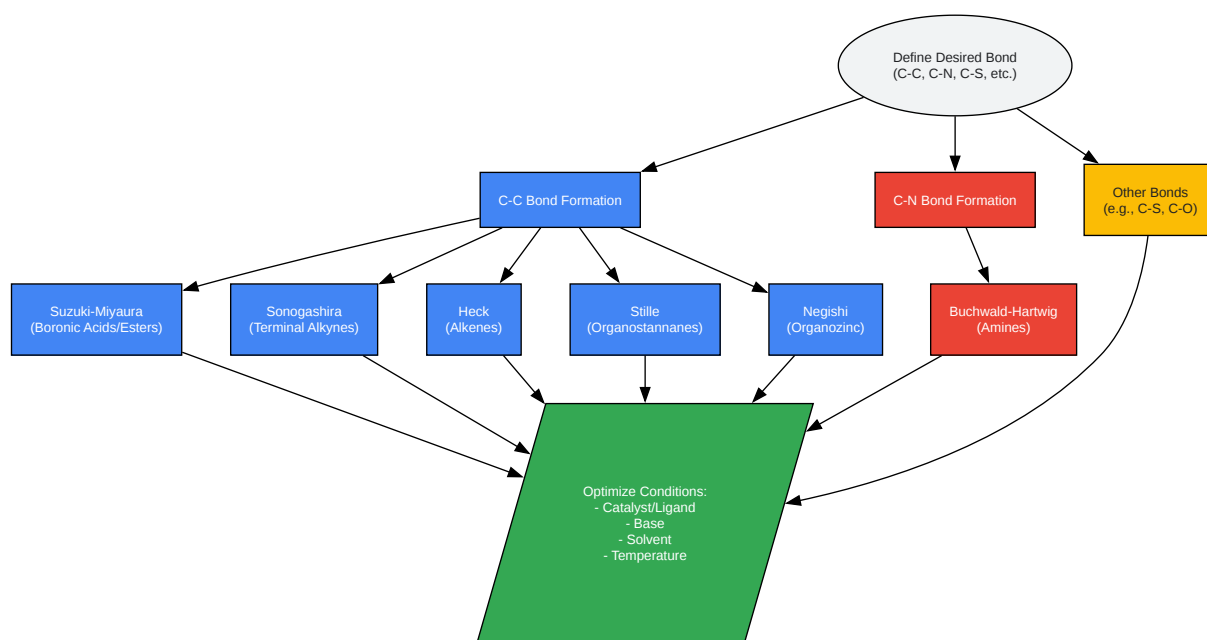 Define Desired Bond
(C-C, C-N, C-S, etc.)
C-C Bond Formation
C-N Bond Formation
Other Bonds
(e.g., C-S, C-O)
Suzuki-Miyaura
(Boronic Acids/Esters)
Sonogashira
(Terminal Alkynes)
Heck
(Alkenes)
Stille
(Organostannanes)
Negishi
(Organozinc)
Buchwald-Hartwig
(Amines)
Optimize Conditions:
- Catalyst/Ligand
- Base
- Solvent
- Temperature